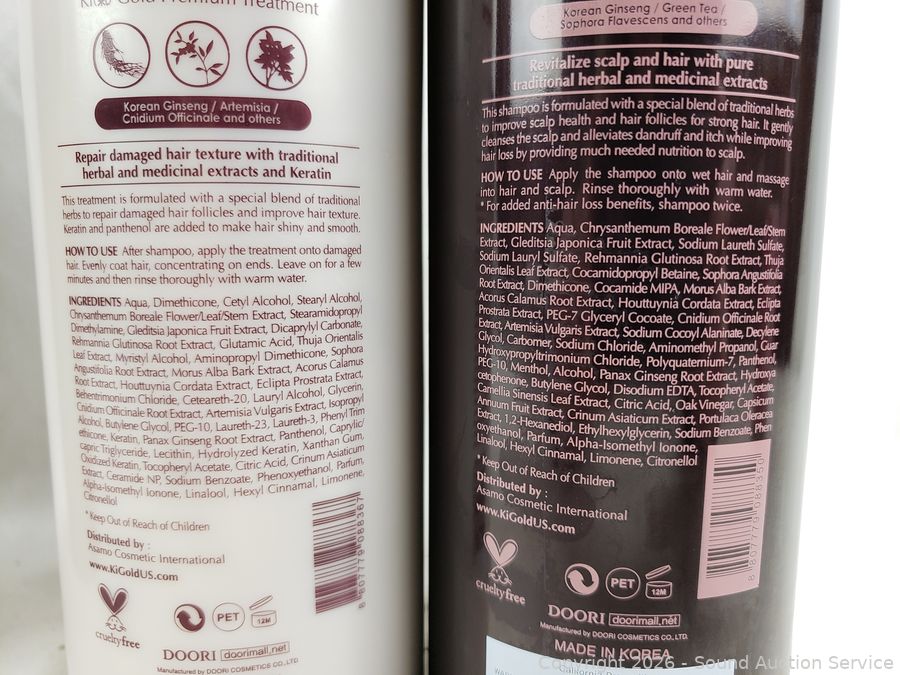 Ki Gold Premium Treatment
Korean Ginseng / Artemisia /
Cnidium Officinale and others
Repair damaged hair texture with traditional
herbal and medicinal extracts and Keratin
This treatment is formulated with a special blend of traditional
herbs to repair damaged hair follicles and improve hair texture.
Keratin and panthenol are added to make hair shiny and smooth.
HOW TO USE After shampoo, apply the treatment onto damaged
hair. Evenly coat hair, concentrating on ends. Leave on for a few
minutes and then rinse thoroughly with warm water.
INGREDIENTS Aqua, Dimethicone, Cetyl Alcohol, Stearyl Alcohol,
Chrysanthemum Boreale Flower/Leaf/Stem Extract, Stearamidopropyl
Dimethylamine, Gleditsia Japonica Fruit Extract, Dicaprylyl Carbonate,
Rehmannia Glutinosa Root Extract, Glutamic Acid, Thuja Orientalis
Leaf Extract, Myristyl Alcohol, Aminopropyl Dimethicone, Sophora
Angustifolia Root Extract, Morus Alba Bark Extract, Acorus Calamus
Root Extract, Houttuynia Cordata Extract, Eclipta Prostrata Extract,
Behentrimonium Chloride, Ceteareth-20, Lauryl Alcohol, Glycerin,
Cnidium Officinale Root Extract, Artemisia Vulgaris Extract, Isopropyl
Alcohol, Butylene Glycol, PEG-10, Laureth-23, Laureth-3, Phenyl Trim
ethicone, Keratin, Panax Ginseng Root Extract, Panthenol, Caprylic/
capric Triglyceride, Lecithin, Hydrolyzed Keratin, Xanthan Gum,
Oxidized Keratin, Tocopheryl Acetate, Citric Acid, Crinum Asiaticum
Extract, Ceramide NP, Sodium Benzoate, Phenoxyethanol, Parfum,
Alpha-Isomethyl Ionone, Linalool, Hexyl Cinnamal, Limonene,
Citronellol
* Keep Out of Reach of Children
Distributed by :
Asamo Cosmetic International
www.KiGoldUS.com
8 807779 088367
crueltyfree
PET
12M
DOORI doorimall.net
Manufactured by DOORI COSMETICS CO., LTD
Korean Ginseng / Green Tea /
Sophora Flavescens and others
Revitalize scalp and hair with pure
traditional herbal and medicinal extracts
This shampoo is formulated with a special blend of traditional herbs
to improve scalp health and hair follicles for strong hair. It gently
cleanses the scalp and alleviates dandruff and itch while improving
hair loss by providing much needed nutrition to scalp.
HOW TO USE Apply the shampoo onto wet hair and massage
into hair and scalp. Rinse thoroughly with warm water.
* For added anti-hair loss benefits, shampoo twice.
INGREDIENTS Aqua, Chrysanthemum Boreale Flower/Leaf/Stem
Extract, Gleditsia Japonica Fruit Extract, Sodium Laureth Sulfate,
Sodium Lauryl Sulfate, Rehmannia Glutinosa Root Extract, Thuja
Orientalis Leaf Extract, Cocamidopropyl Betaine, Sophora Angustifolia
Root Extract, Dimethicone, Cocamide MIPA, Morus Alba Bark Extract,
Acorus Calamus Root Extract, Houttuynia Cordata Extract, Eclipta
Prostrata Extract, PEG-7 Glyceryl Cocoate, Cnidium Officinale Root
Extract, Artemisia Vulgaris Extract, Sodium Cocoyl Alaninate, Decylene
Glycol, Carbomer, Sodium Chloride, Aminomethyl Propanol, Guar
Hydroxypropyltrimonium Chloride, Polyquaternium-7, Panthenol,
PEG-10, Menthol, Alcohol, Panax Ginseng Root Extract, Hydroxya
cetophenone, Butylene Glycol, Disodium EDTA, Tocopheryl Acetate,
Camellia Sinensis Leaf Extract, Citric Acid, Oak Vinegar, Capsicum
Annuum Fruit Extract, Crinum Asiaticum Extract, Portulaca Oleracea
Extract, 1,2-Hexanediol, Ethylhexylglycerin, Sodium Benzoate, Phen
oxyethanol, Parfum, Alpha-Isomethyl Ionone,
Linalool, Hexyl Cinnamal, Limonene, Citronellol
* Keep Out of Reach of Children
Distributed by :
Asamo Cosmetic International
www.KiGoldUS.com
8 807779 088350
crueltyfree
PET
12M
DOORI doorimall.net
Manufactured by DOORI COSMETICS CO., LTD.
MADE IN KOREA
California
Copyright 2026 - Sound Auction Service